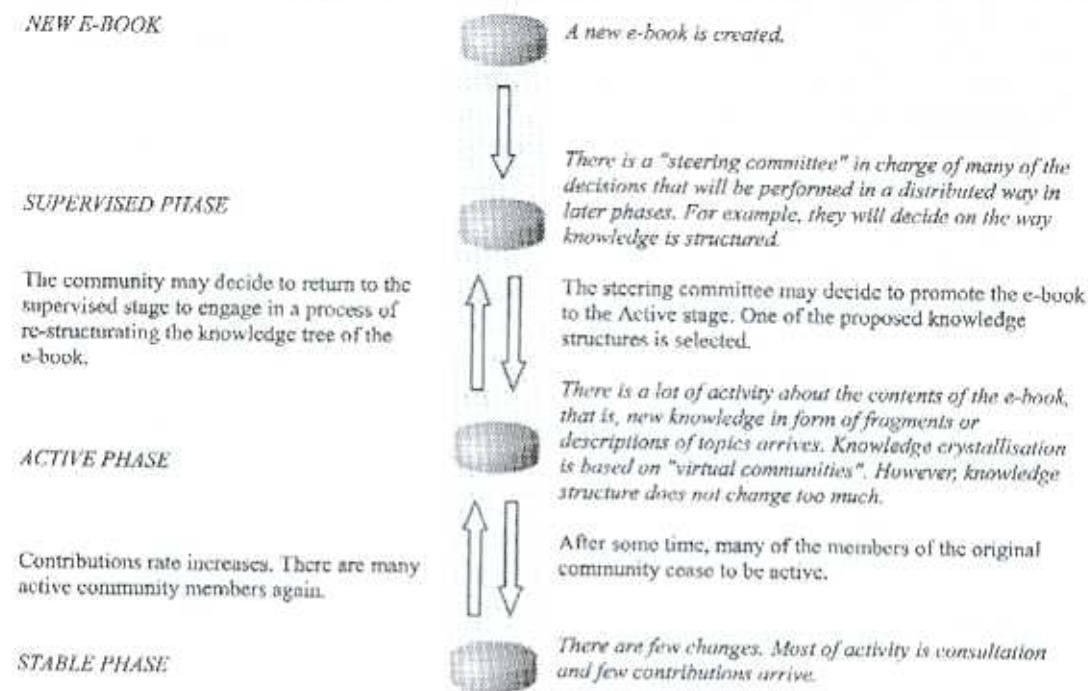 NEW E-BOOK
A new e-book is created.
There is a "steering committee" in charge of many of the
decisions that will be performed in a distributed way in
later phases. For example, they will decide on the way
knowledge is structured.
SUPERVISED PHASE
The community may decide to return to the
supervised stage to engage in a process of
re-structurating the knowledge tree of the
e-book.
The steering committee may decide to promote the e-book
to the Active stage. One of the proposed knowledge
structures is selected.
There is a lot of activity about the contents of the e-book,
that is, new knowledge in form of fragments or
descriptions of topics arrives. Knowledge crystallisation
is based on "virtual communities". However, knowledge
structure does not change too much.
ACTIVE PHASE
Contributions rate increases. There are many
active community members again.
After some time, many of the members of the original
community cease to be active.
STABLE PHASE
There are few changes. Most of activity is consultation
and few contributions arrive.